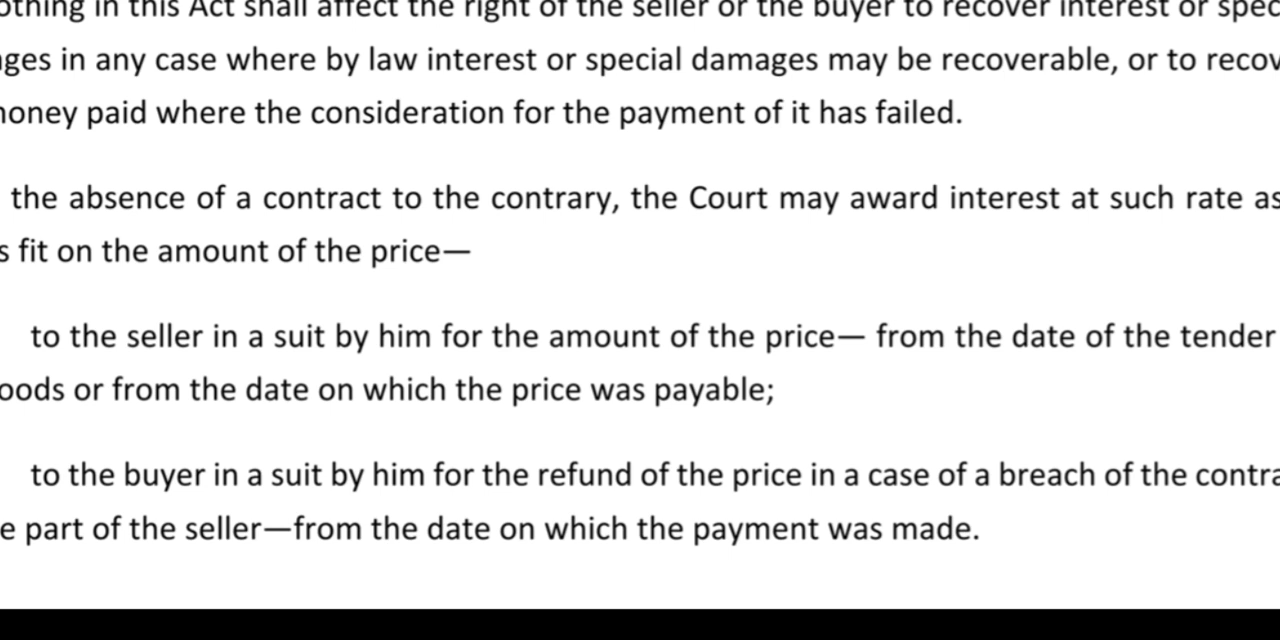 othing in this Act shall affect the right of the seller or the buyer to recover interest or spec
ges in any case where by law interest or special damages may be recoverable, or to recov
money paid where the consideration for the payment of it has failed.
the absence of a contract to the contrary, the Court may award interest at such rate as
s fit on the amount of the price—
to the seller in a suit by him for the amount of the price— from the date of the tender
oods or from the date on which the price was payable;
to the buyer in a suit by him for the refund of the price in a case of a breach of the contra
e part of the seller—from the date on which the payment was made.